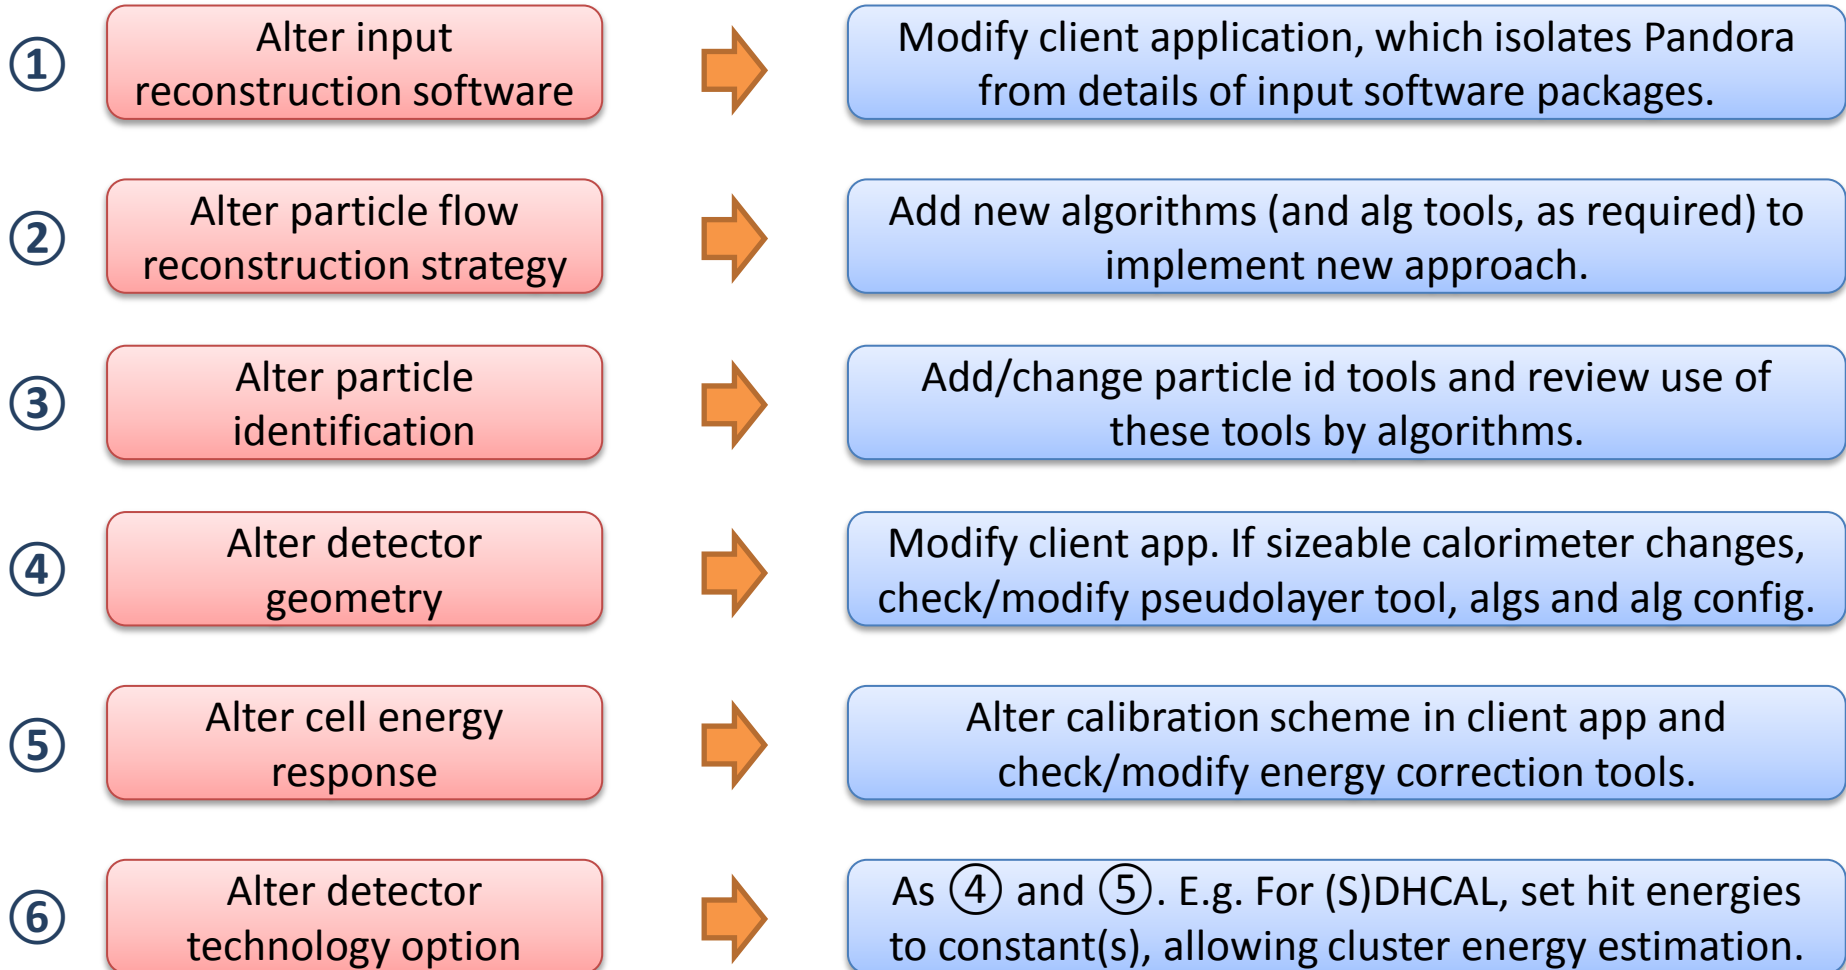 ①
Alter input
reconstruction software
Modify client application, which isolates Pandora
from details of input software packages.
②
Alter particle flow
reconstruction strategy
Add new algorithms (and alg tools, as required) to
implement new approach.
③
Alter particle
identification
Add/change particle id tools and review use of
these tools by algorithms.
④
Alter detector
geometry
Modify client app. If sizeable calorimeter changes,
check/modify pseudolayer tool, algs and alg config.
⑤
Alter cell energy
response
Alter calibration scheme in client app and
check/modify energy correction tools.
⑥
Alter detector
technology option
As ④ and ⑤. E.g. For (S)DHCAL, set hit energies
to constant(s), allowing cluster energy estimation.